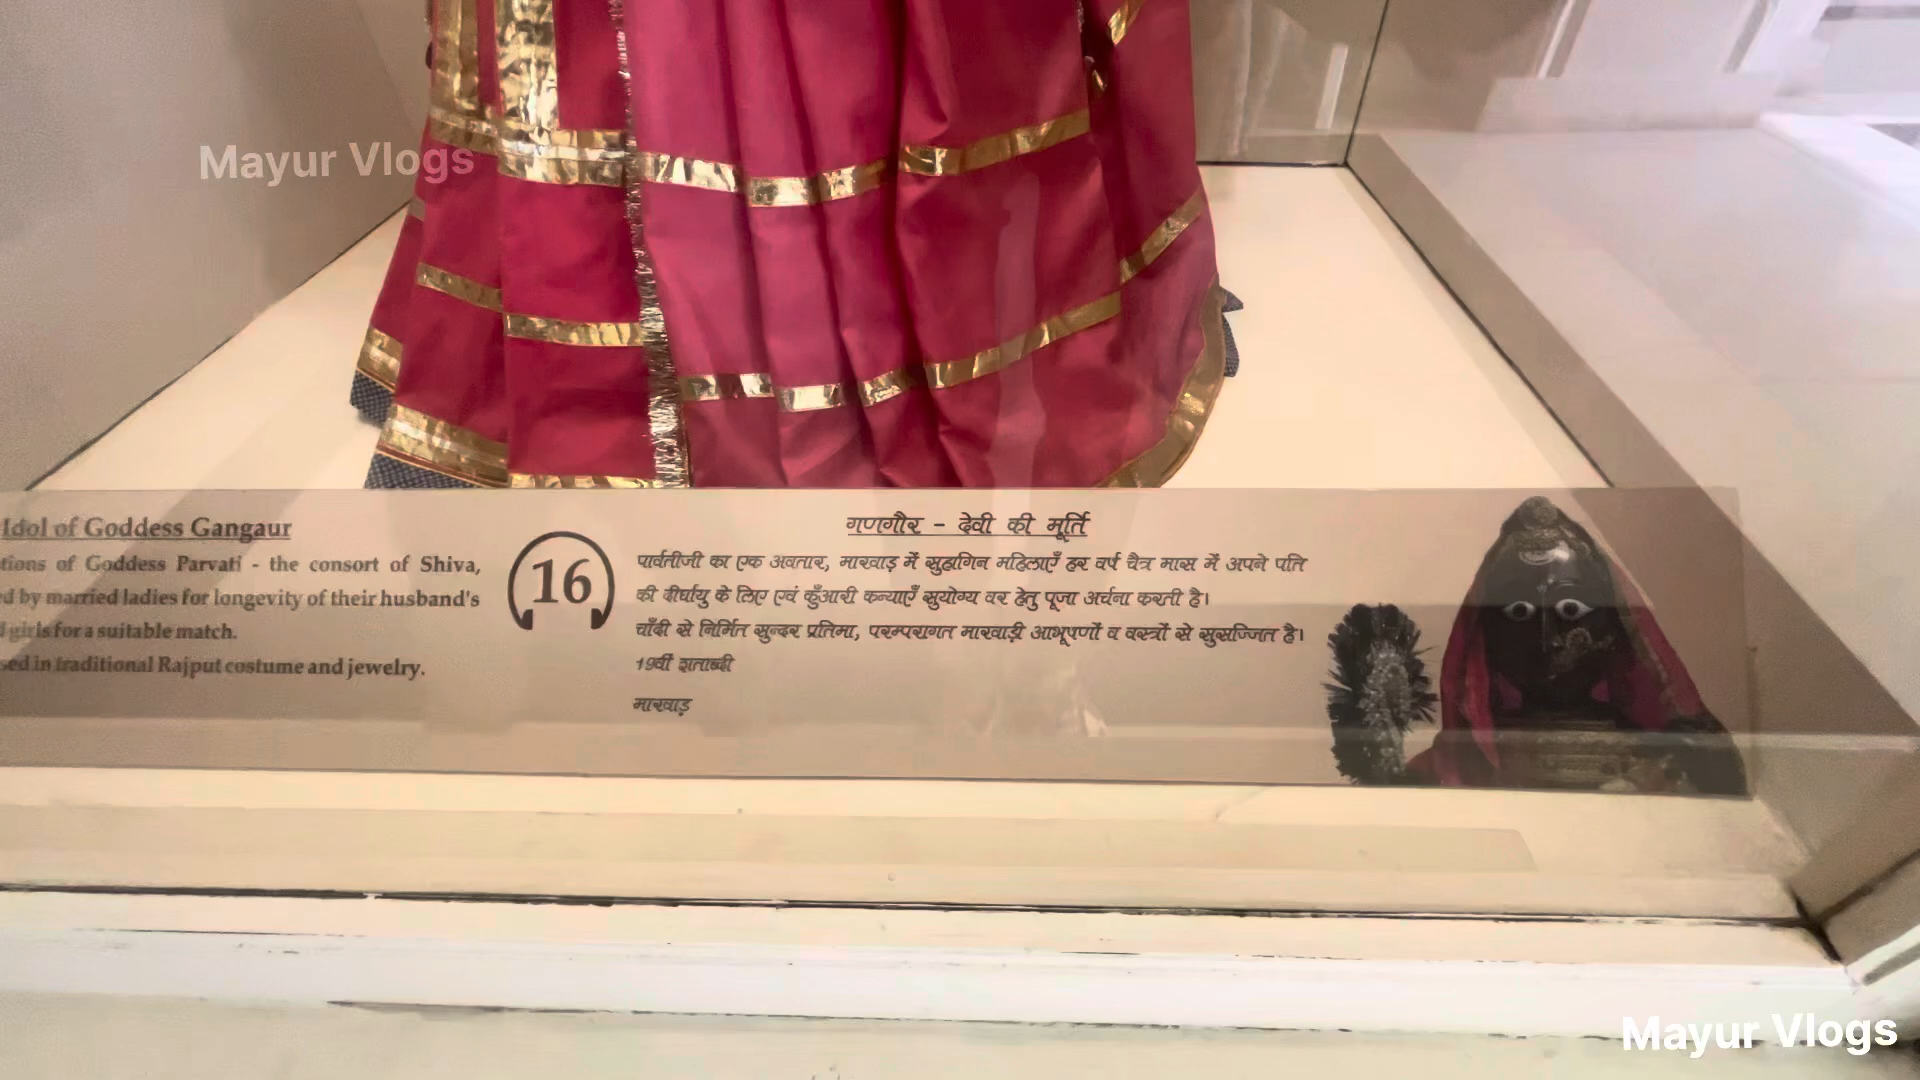 Mayur Vlogs
Idol of Goddess Gangaur
tions of Goddess Parvati - the consort of Shiva,
d by married ladies for longevity of their husband's
girls for a suitable match.
sed in traditional Rajput costume and jewelry.
16
गणगौर - देवी की मूर्ति
पार्वतीजी का एक अवतार, मारवाड़ में सुहागिन महिलाएँ हर वर्ष चैत्र मास में अपने पति
की दीर्घायु के लिए एवं कुँआरी कन्याएँ सुयोग्य वर हेतु पूजा अर्चना करती है।
चाँदी से निर्मित सुन्दर प्रतिमा, परम्परागत मारवाड़ी आभूषणों व वस्त्रों से सुसज्जित है।
19वीं शताब्दी
मारवाड़
Mayur Vlogs